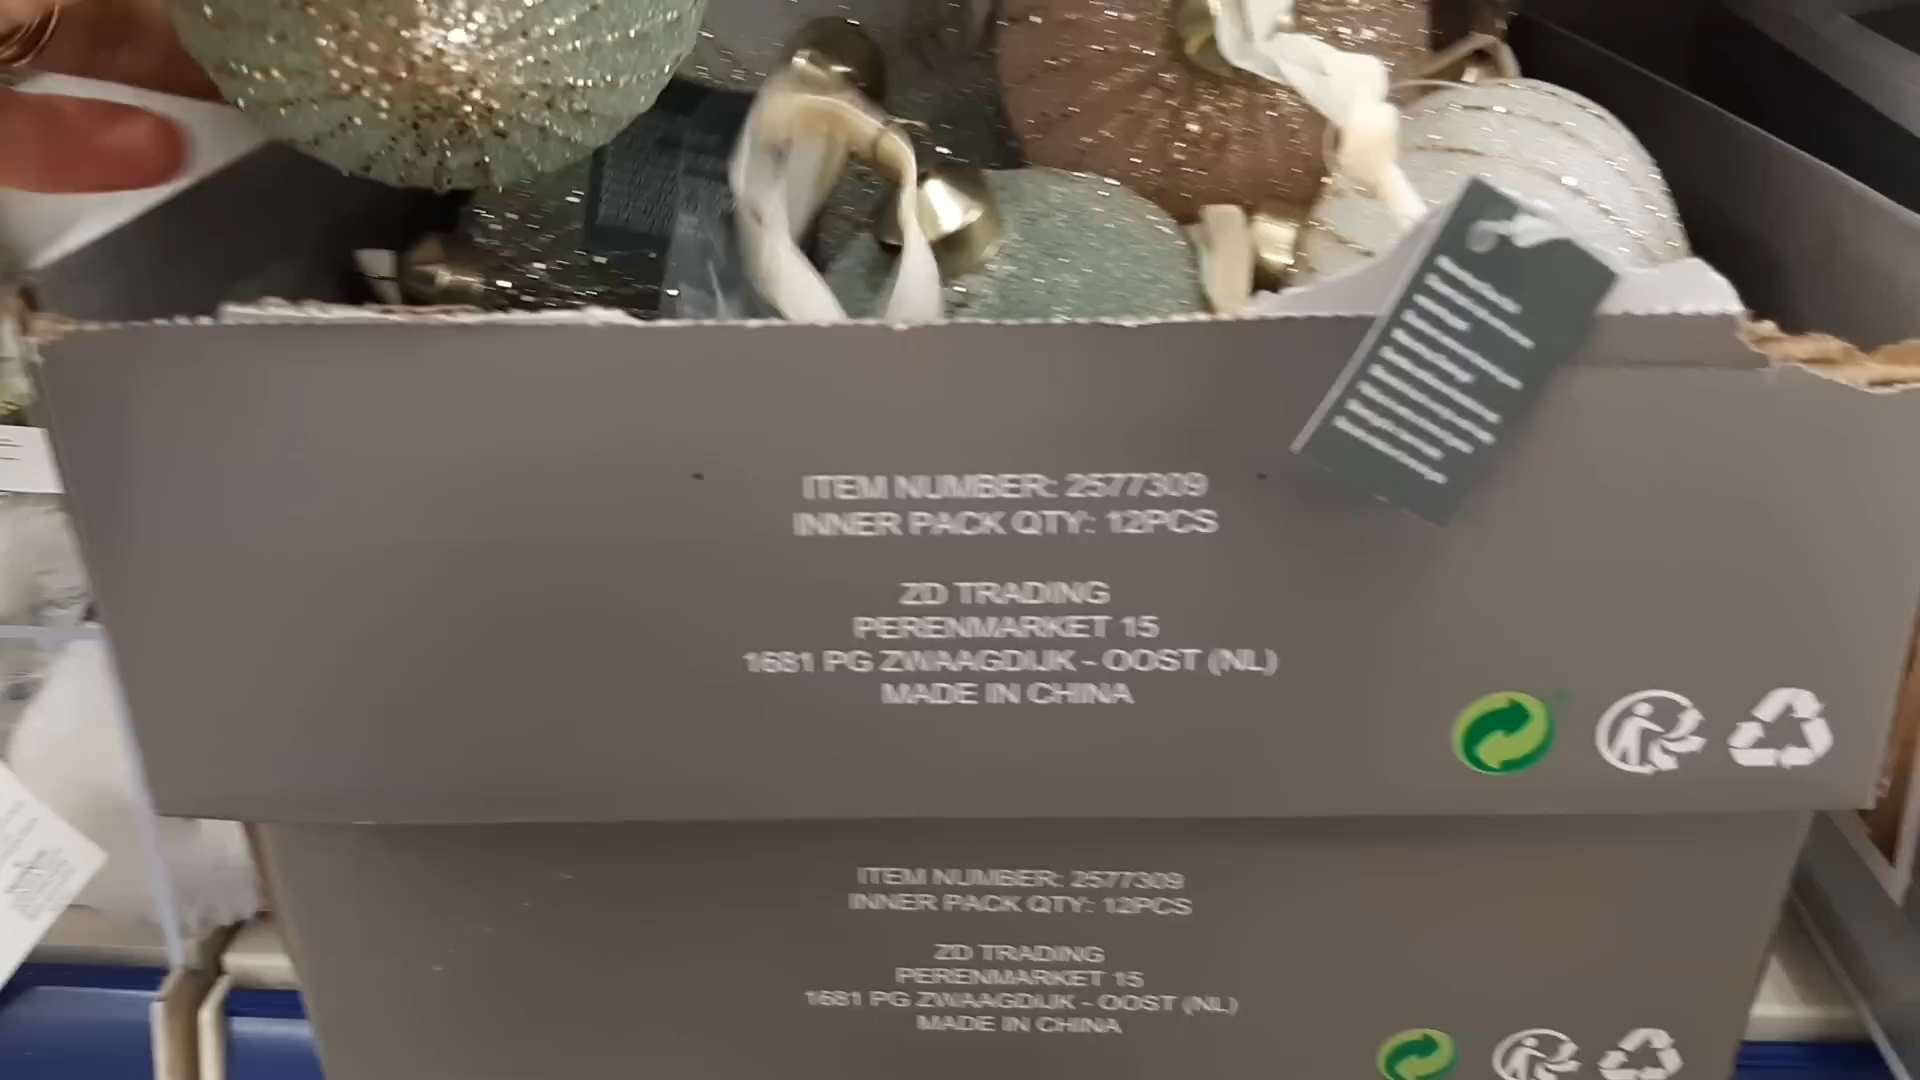 ITEM NUMBER: 2577309
INNER PACK QTY: 12PCS
ZD TRADING
PERENMARKET 15
1681 PG ZWAAGDIJK - OOST (NL)
MADE IN CHINA
ITEM NUMBER: 2577309
INNER PACK QTY: 12PCS
ZD TRADING
PERENMARKET 15
1681 PG ZWAAGDIJK - OOST (NL)
MADE IN CHINA